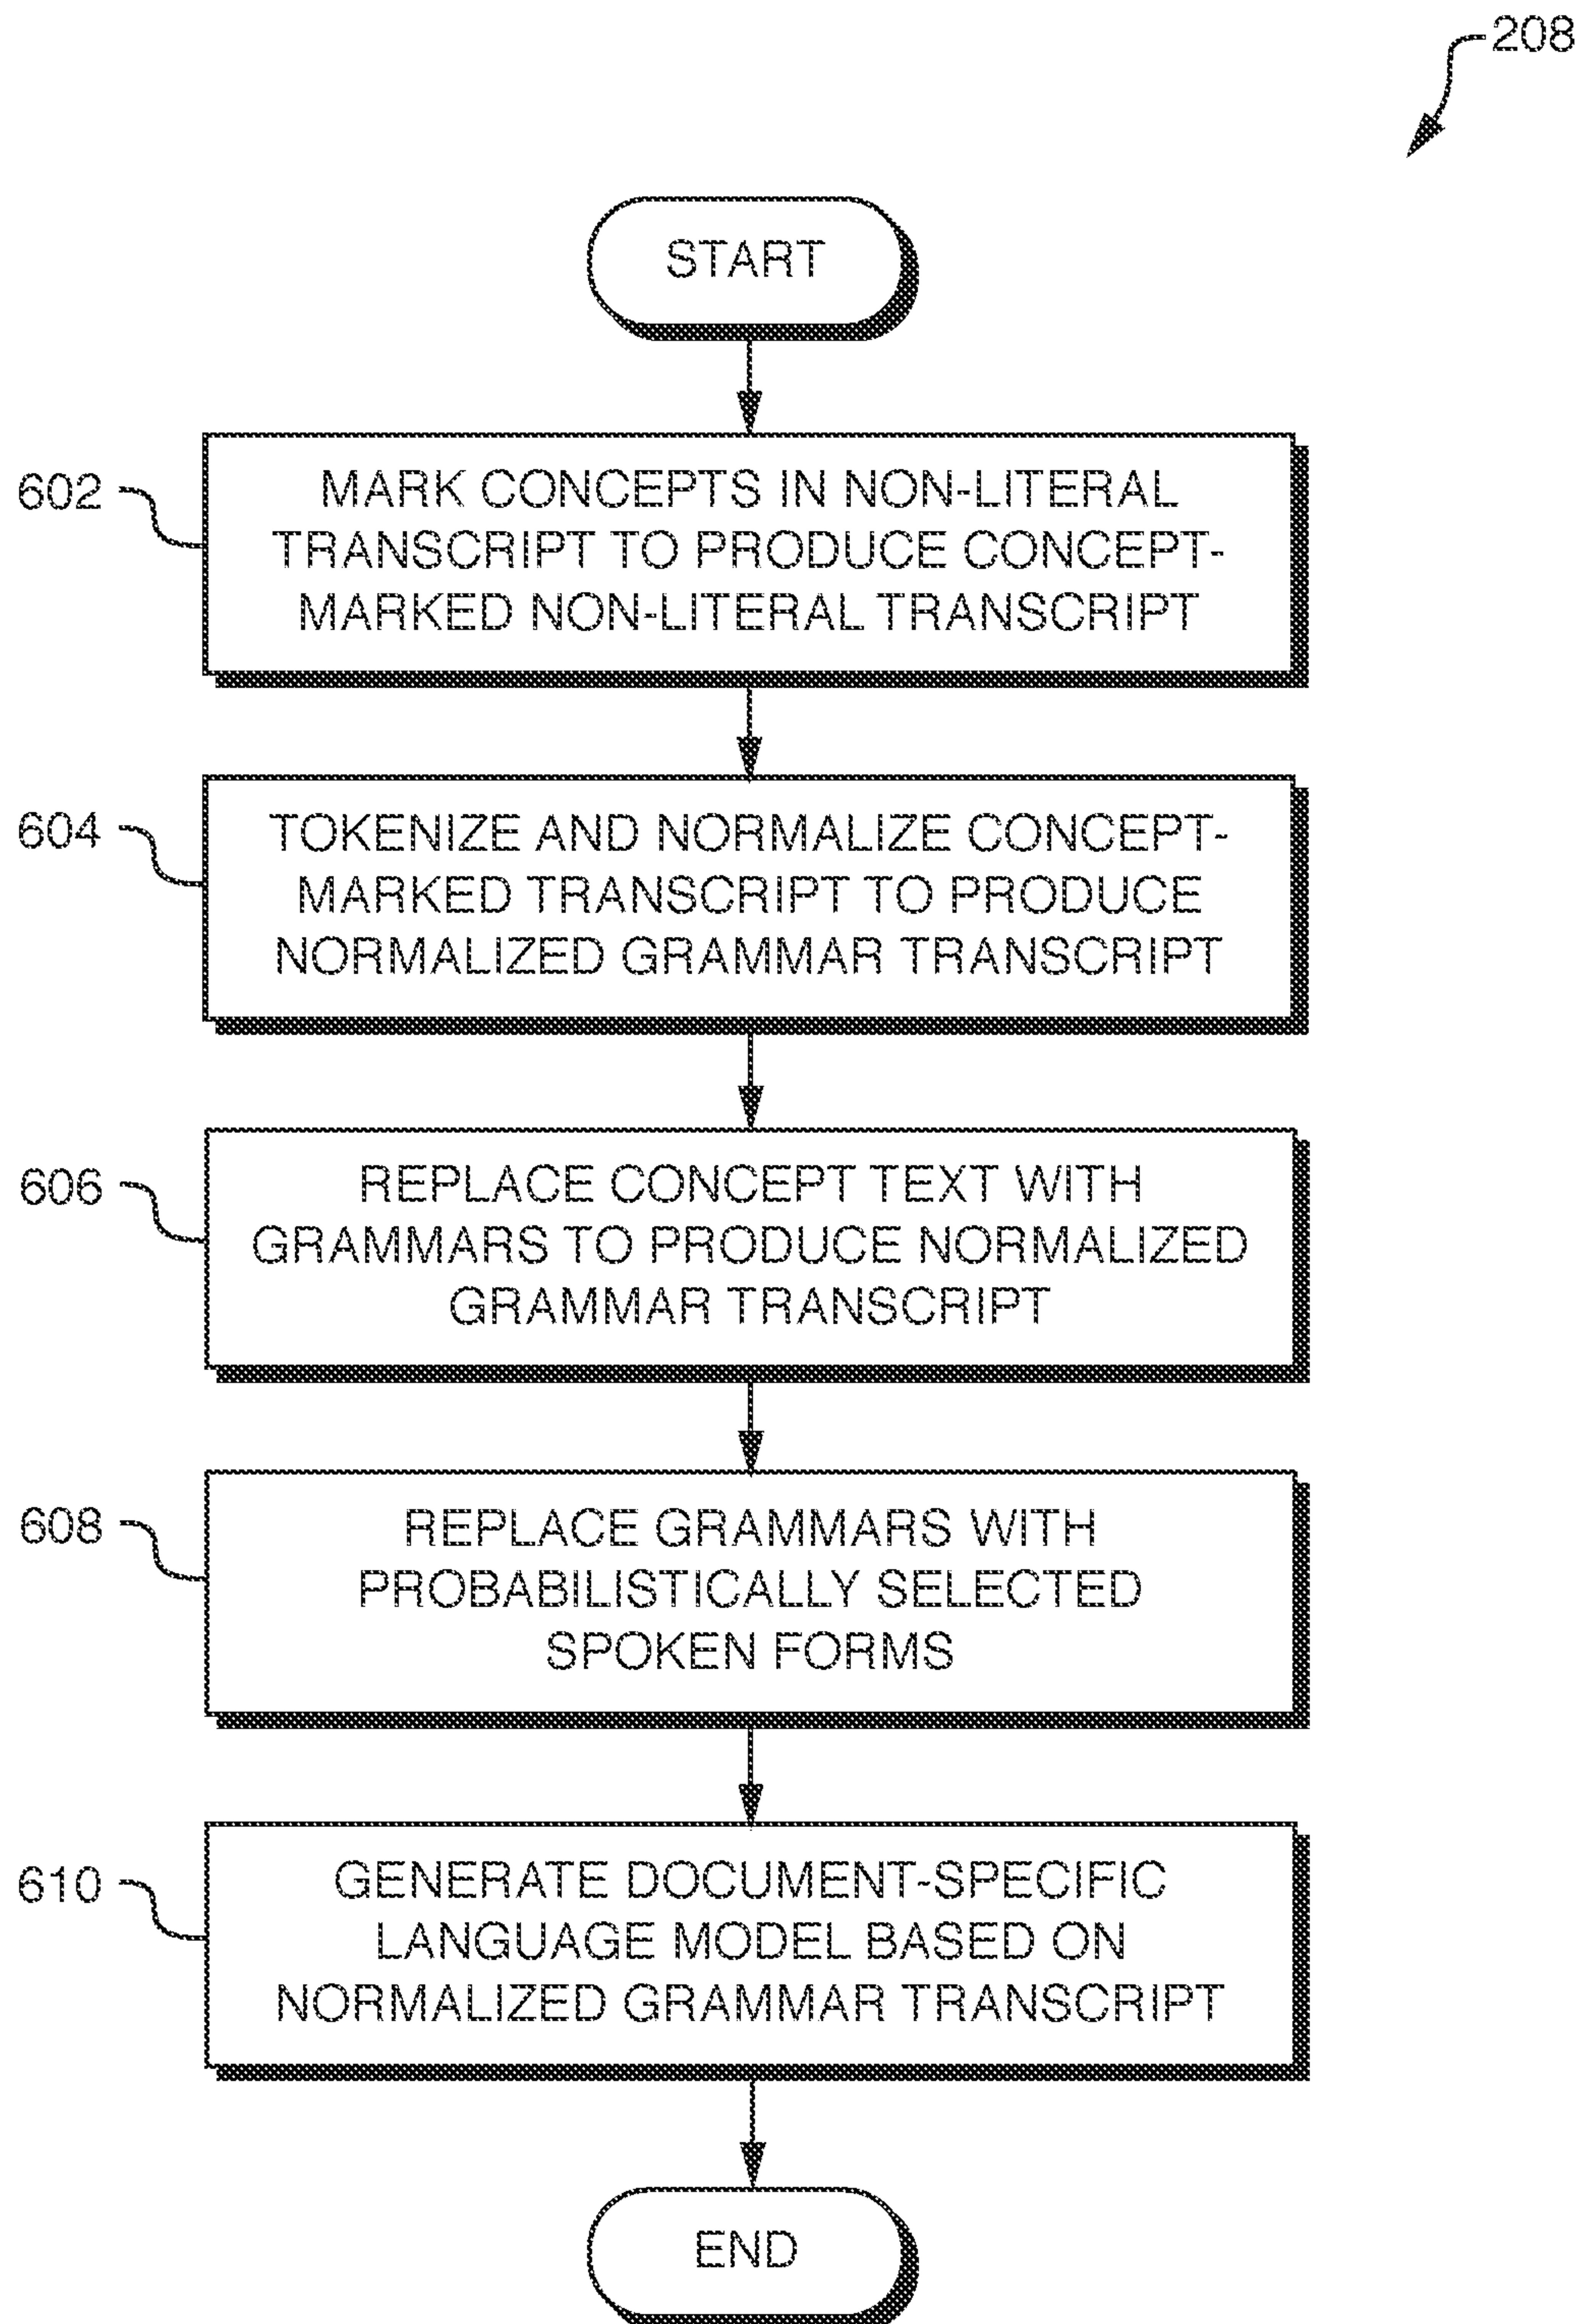 208
START
602
MARK CONCEPTS IN NON-LITERAL
TRANSCRIPT TO PRODUCE CONCEPT-
MARKED NON-LITERAL TRANSCRIPT
604
TOKENIZE AND NORMALIZE CONCEPT-
MARKED TRANSCRIPT TO PRODUCE
NORMALIZED GRAMMAR TRANSCRIPT
606
REPLACE CONCEPT TEXT WITH
GRAMMARS TO PRODUCE NORMALIZED
GRAMMAR TRANSCRIPT
608
REPLACE GRAMMARS WITH
PROBABILISTICALLY SELECTED
SPOKEN FORMS
610
GENERATE DOCUMENT-SPECIFIC
LANGUAGE MODEL BASED ON
NORMALIZED GRAMMAR TRANSCRIPT
END